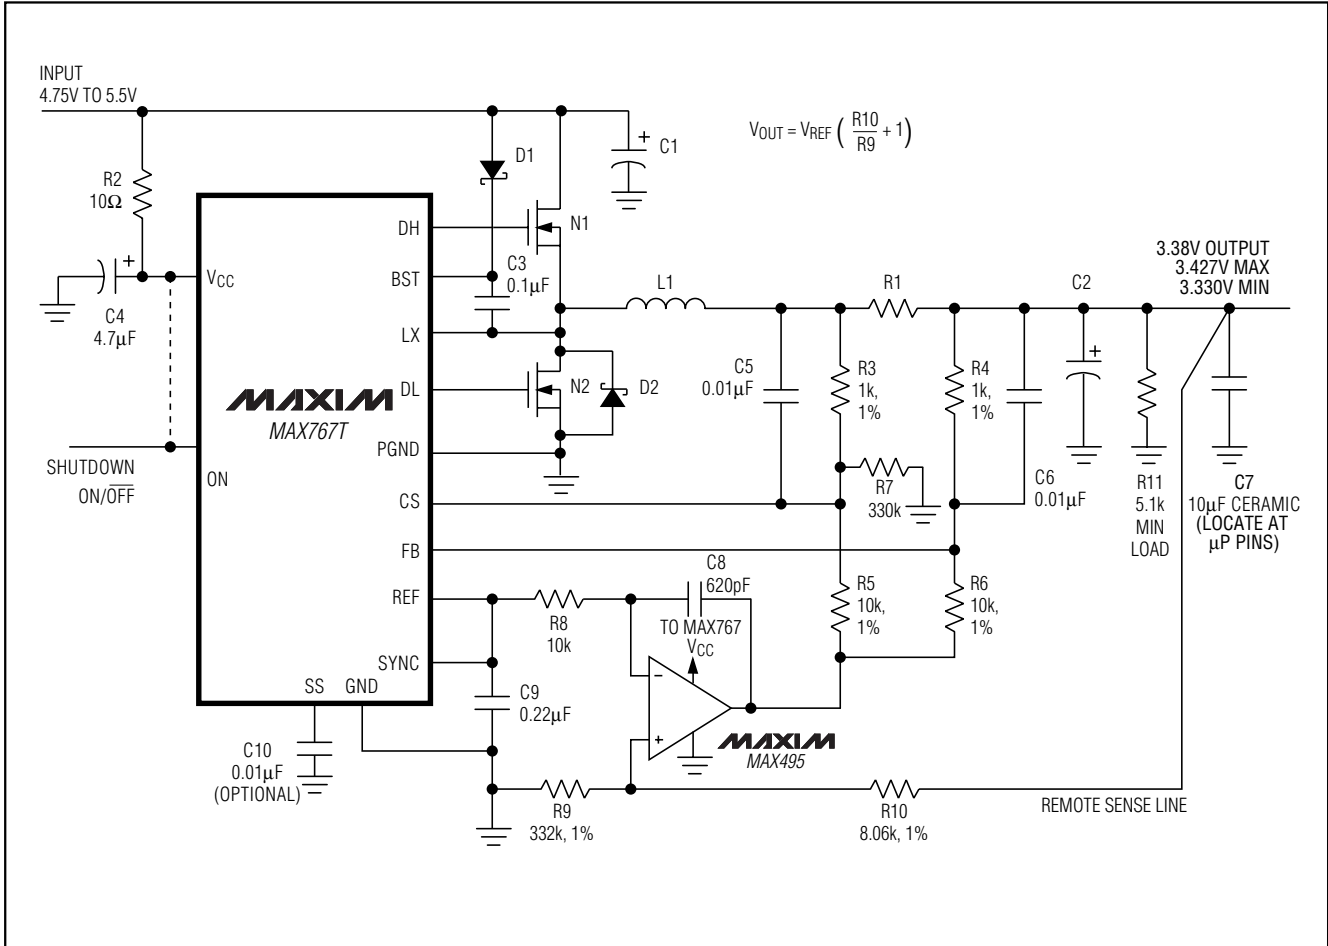 INPUT
4.75V TO 5.5V
VOUT = VREF ( R10
R9 + 1)
R2
10Ω
D1
C1
N1
DH
C3
0.1µF
BST
VCC
C4
4.7µF
LX
L1
R1
C2
3.38V OUTPUT
3.427V MAX
3.330V MIN
DL
N2
D2
MAXIM
MAX767T
C5
0.01µF
R3
1k,
1%
R4
1k,
1%
PGND
SHUTDOWN
ON/OFF
ON
CS
R7
330k
C6
0.01µF
R11
5.1k
MIN
LOAD
C7
10µF CERAMIC
(LOCATE AT
µP PINS)
FB
REF
R8
10k
C8
620pF
TO MAX767
VCC
R5
10k,
1%
R6
10k,
1%
SYNC
SS
GND
C9
0.22µF
–
+
MAXIM
MAX495
C10
0.01µF
(OPTIONAL)
R9
332k, 1%
R10
8.06k, 1%
REMOTE SENSE LINE